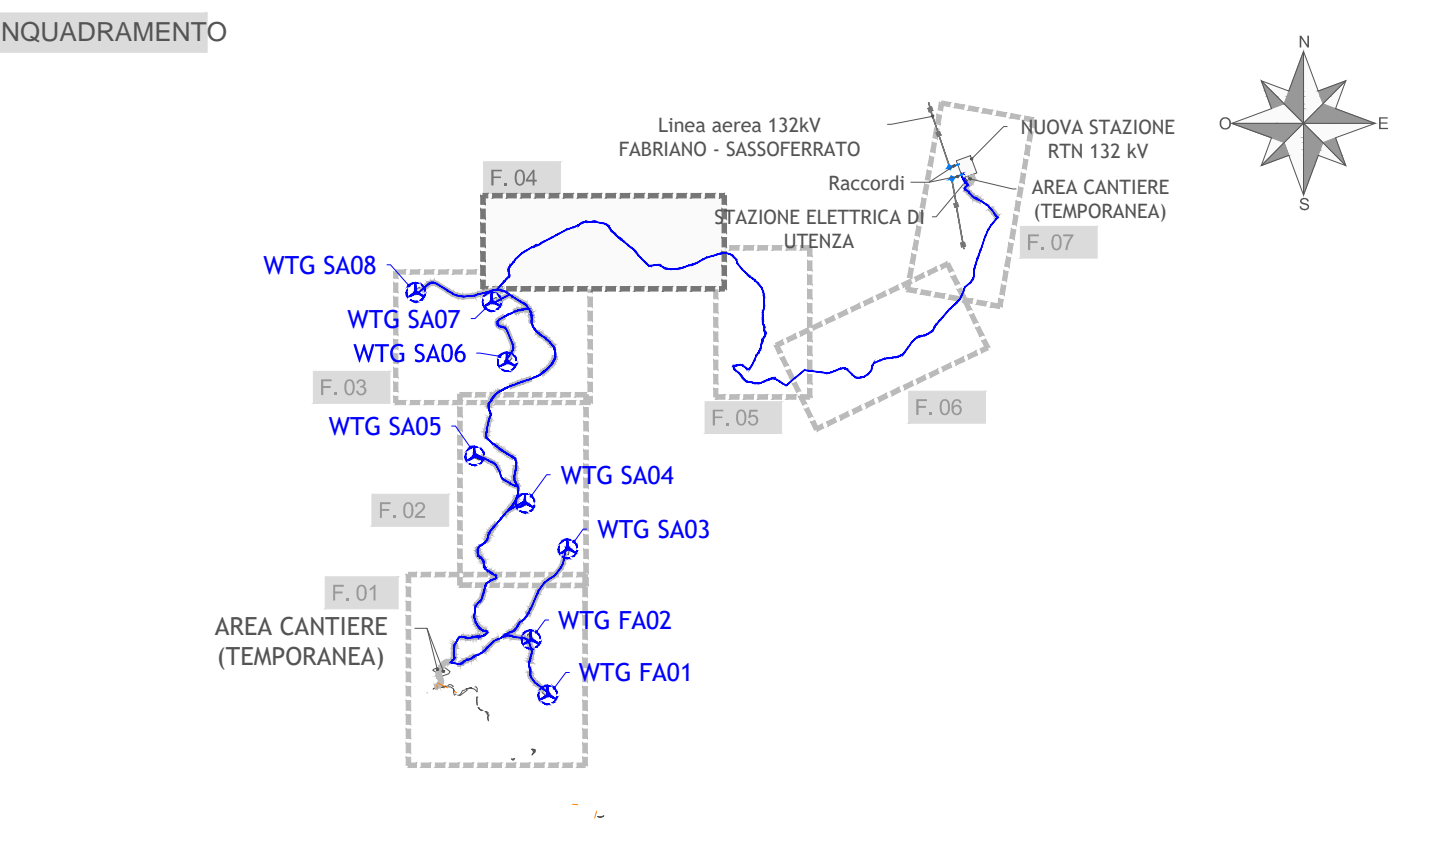 NQUADRAMENTO
N
O
E
S
Linea aerea 132kV
FABRIANO - SASSOFERRATO
NUOVA STAZIONE
RTN 132 kV
Raccordi
AREA CANTIERE
(TEMPORANEA)
STAZIONE ELETTRICA DI
UTENZA
F. 04
F. 07
WTG SA08
WTG SA07
WTG SA06
F. 03
F. 05
F. 06
WTG SA05
WTG SA04
F. 02
WTG SA03
F. 01
AREA CANTIERE
(TEMPORANEA)
WTG FA02
WTG FA01